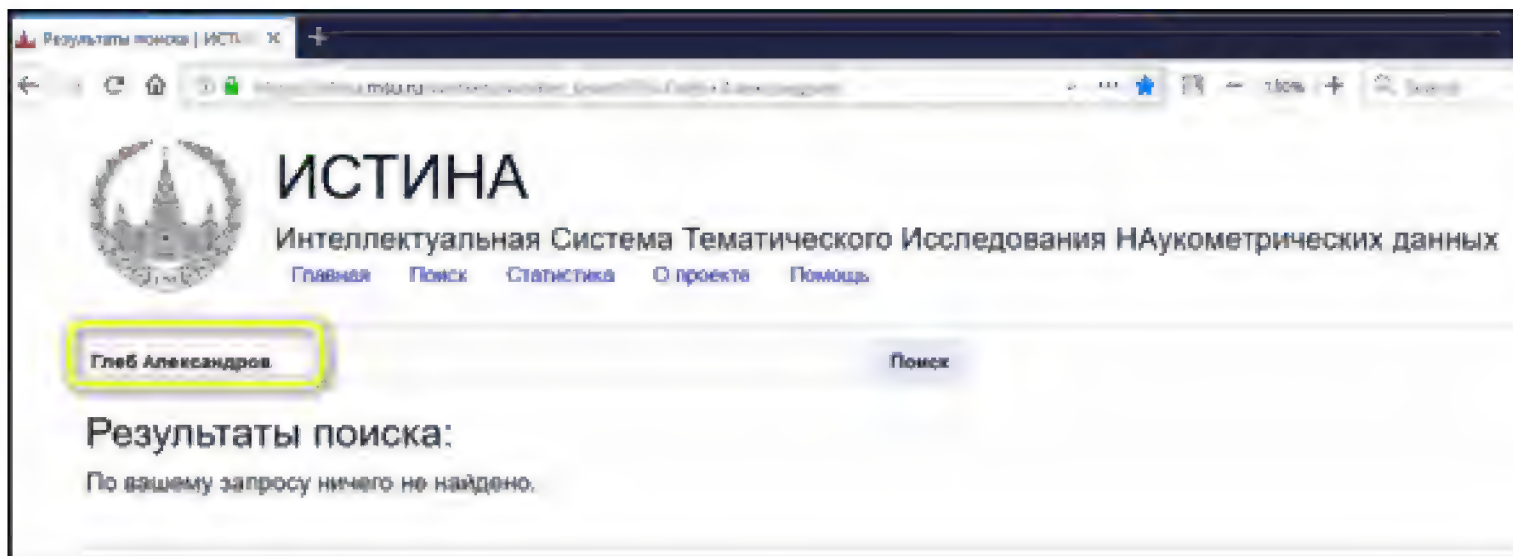 Результаты поиска | ИСТИ
ИСТИНА
Интеллектуальная Система Тематического Исследования НАукометрических данных
Главная Поиск Статистика О проекте Помощь
Глеб Александров Поиск
Результаты поиска:
По вашему запросу ничего не найдено.